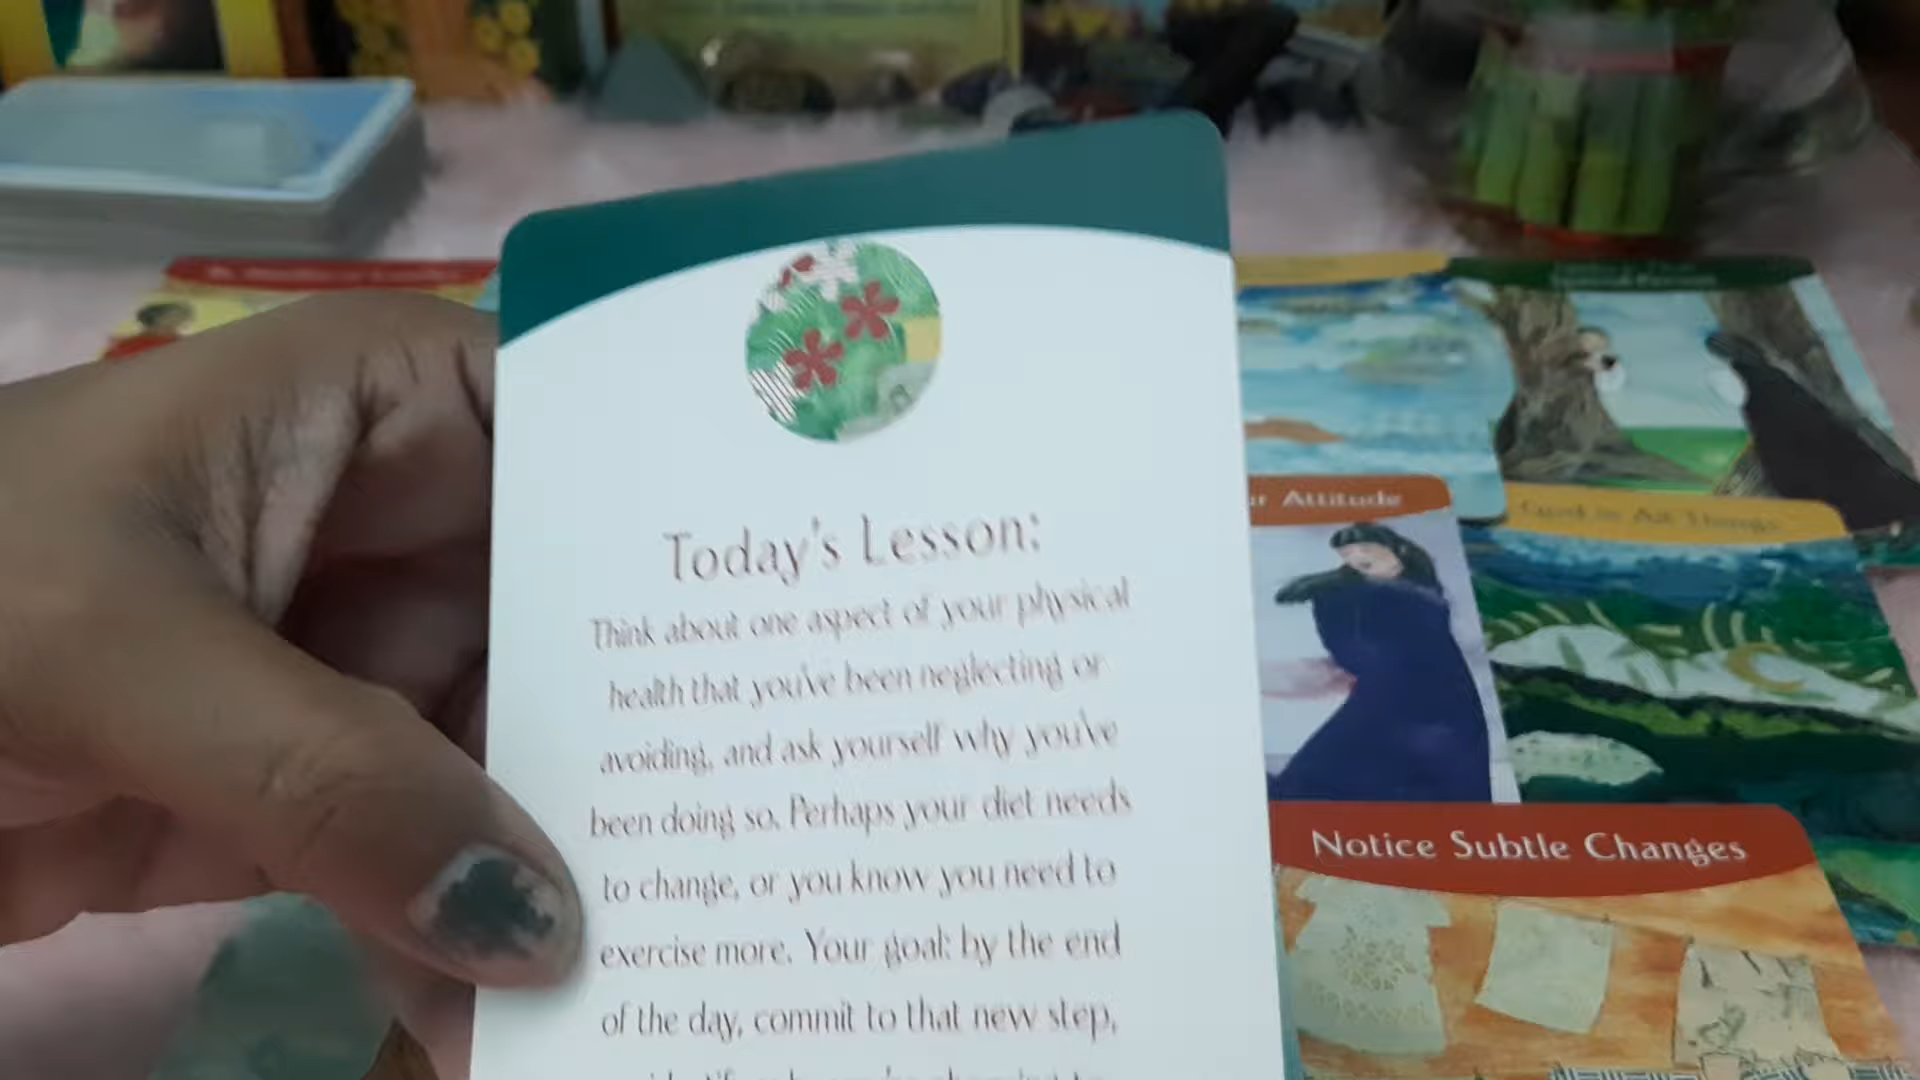 Today's Lesson:
Think about one aspect of your physical
health that you've been neglecting or
avoiding, and ask yourself why you've
been doing so. Perhaps your diet needs
to change, or you know you need to
exercise more. Your goal: by the end
of the day, commit to that new step,
Attitude
in All Things
Notice Subtle Changes